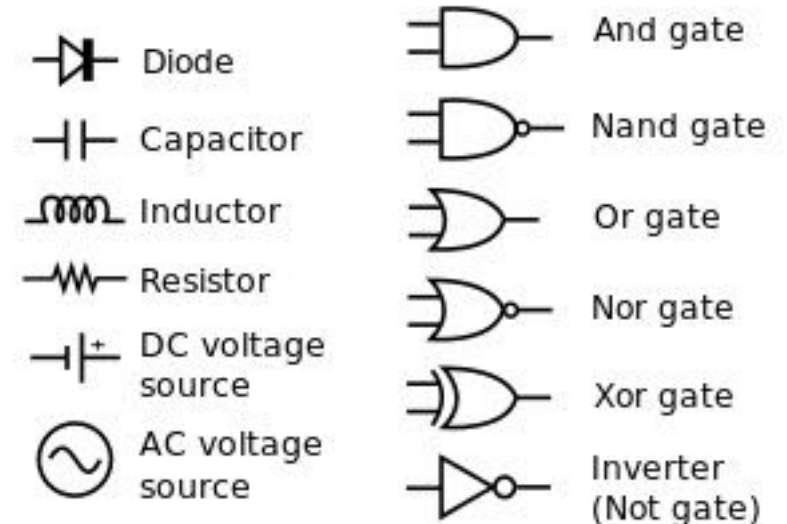 Diode
Capacitor
Inductor
Resistor
+
DC voltage
source
AC voltage
source
And gate
Nand gate
Or gate
Nor gate
Xor gate
Inverter
(Not gate)